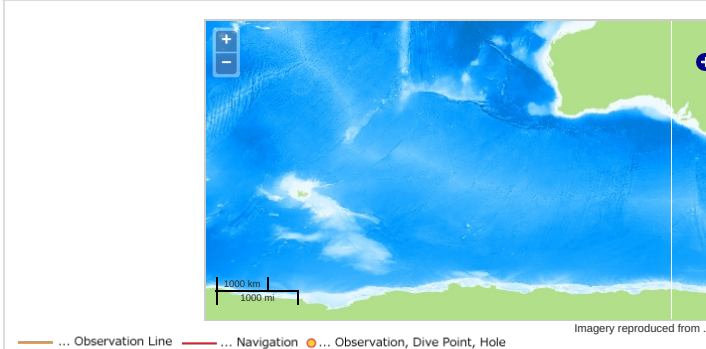 +
−
1000 km
1000 mi
Imagery reproduced from .
... Observation Line ... Navigation ... Observation, Dive Point, Hole